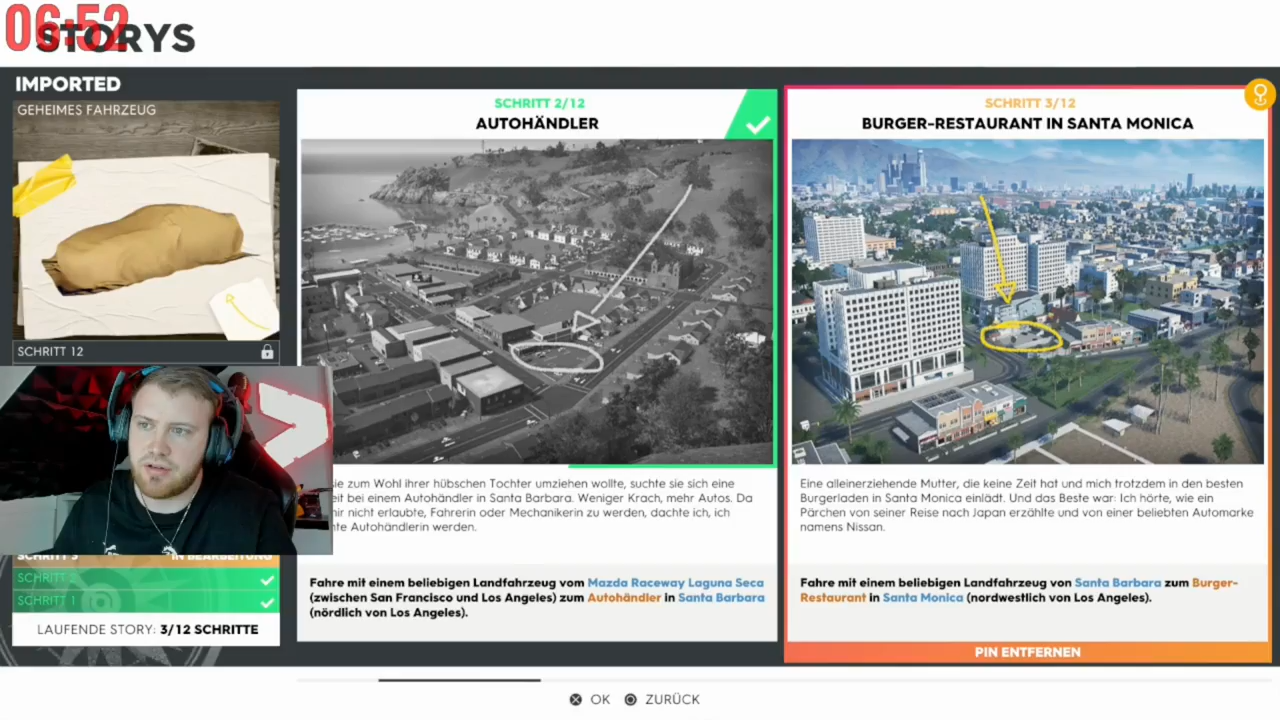 06:52
STORYS
IMPORTED
GEHEIMES FAHRZEUG
SCHRITT 12
SCHRITT 3 IN BEARBEITUNG
SCHRITT 2
SCHRITT 1
LAUFENDE STORY: 3/12 SCHRITTE
SCHRITT 2/12
AUTOHÄNDLER
ie zum Wohl ihrer hübschen Tochter umziehen wollte, suchte sie sich eine
eit bei einem Autohändler in Santa Barbara. Weniger Krach, mehr Autos. Da
ir nicht erlaubte, Fahrerin oder Mechanikerin zu werden, dachte ich, ich
te Autohändlerin werden.
Fahre mit einem beliebigen Landfahrzeug vom Mazda Raceway Laguna Seca
(zwischen San Francisco und Los Angeles) zum Autohändler in Santa Barbara
(nördlich von Los Angeles).
SCHRITT 3/12
BURGER-RESTAURANT IN SANTA MONICA
Eine alleinerziehende Mutter, die keine Zeit hat und mich trotzdem in den besten
Burgerladen in Santa Monica einlädt. Und das Beste war: Ich hörte, wie ein
Pärchen von seiner Reise nach Japan erzählte und von einer beliebten Automarke
namens Nissan.
Fahre mit einem beliebigen Landfahrzeug von Santa Barbara zum Burger-
Restaurant in Santa Monica (nordwestlich von Los Angeles).
PIN ENTFERNEN
OK ZURÜCK